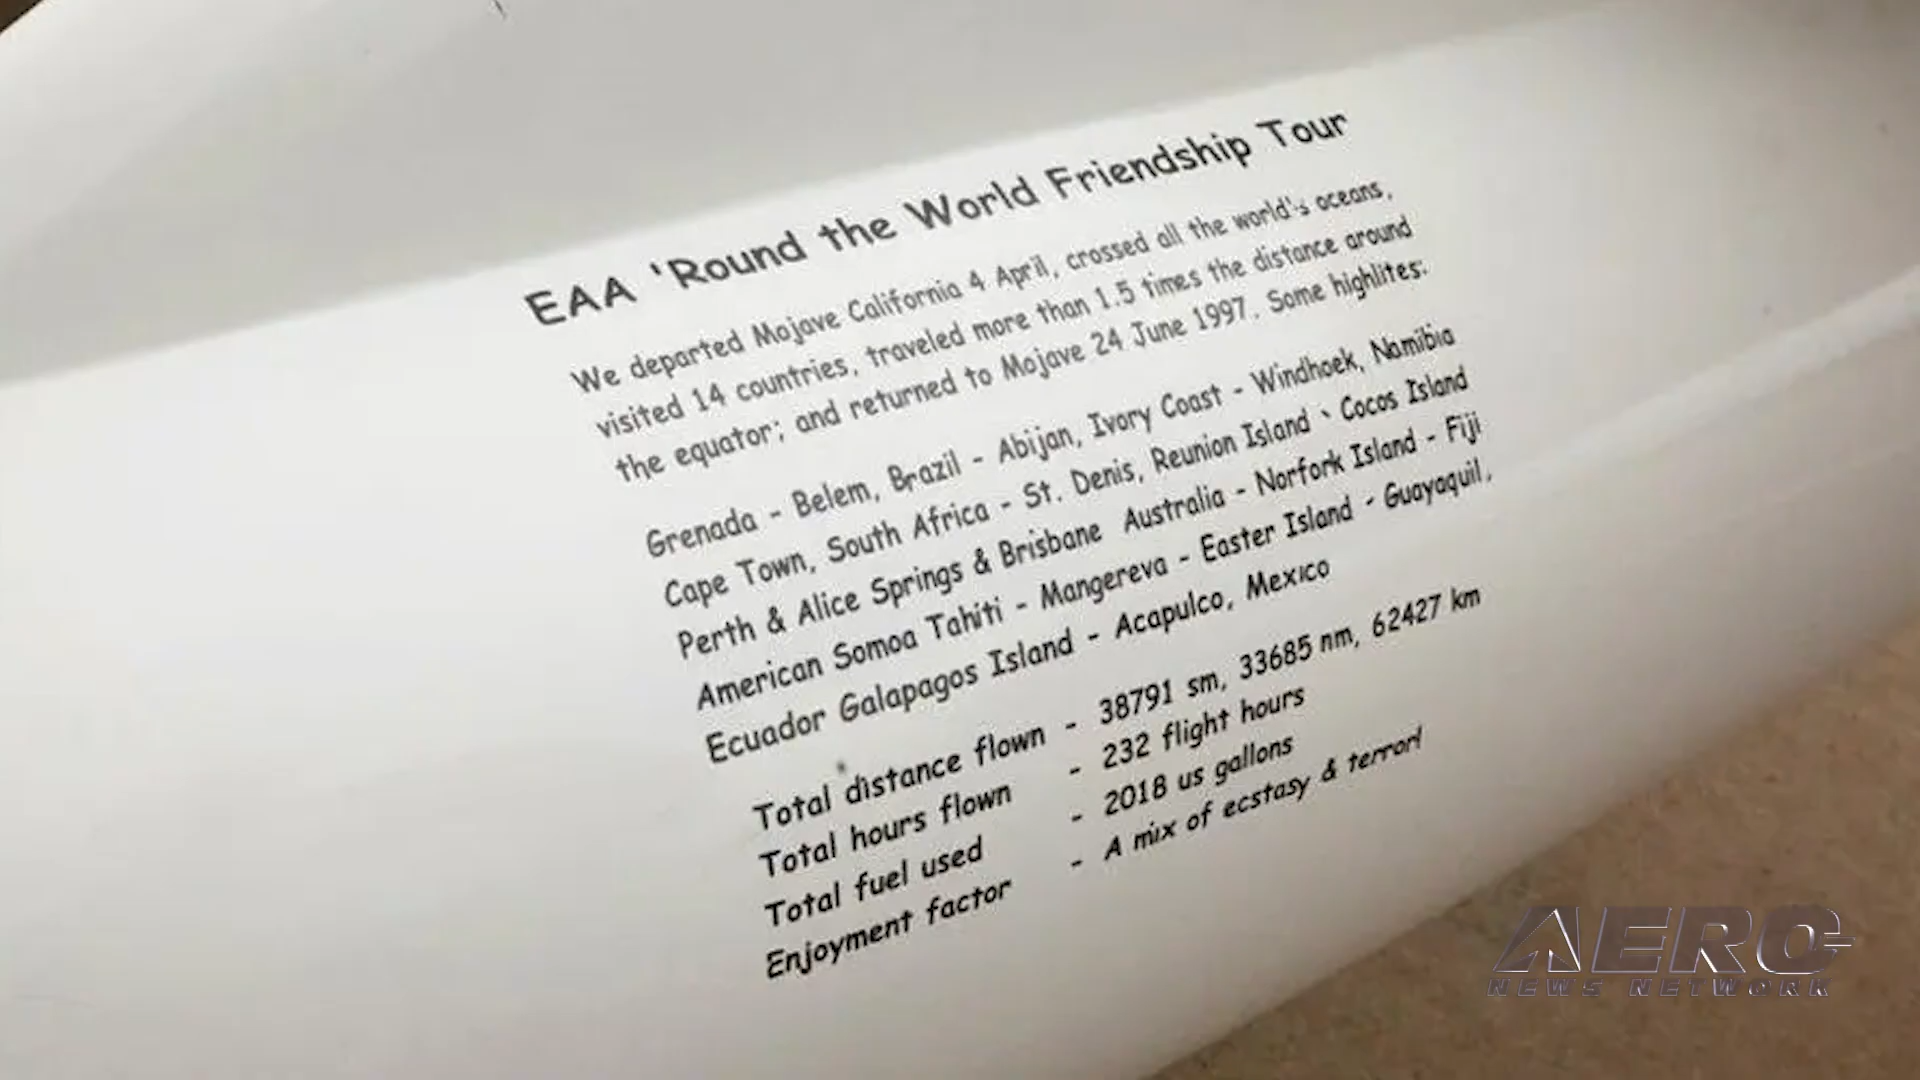 EAA 'Round the World Friendship Tour
We departed Mojave California 4 April, crossed all the world's oceans,
visited 14 countries, traveled more than 1.5 times the distance around
the equator; and returned to Mojave 24 June 1997. Some highlites:
Grenada - Belem, Brazil - Abijan, Ivory Coast - Windhoek, Namibia
Cape Town, South Africa - St. Denis, Reunion Island - Cocos Island
Perth & Alice Springs & Brisbane Australia - Norfork Island - Fiji
American Somoa Tahiti - Mangereva - Easter Island - Guayaquil,
Ecuador Galapagos Island - Acapulco, Mexico
Total distance flown - 38791 sm, 33685 nm, 62427 km
Total hours flown - 232 flight hours
Total fuel used - 2018 us gallons
Enjoyment factor - A mix of ecstasy & terror!
AERO
NEWS NETWORK